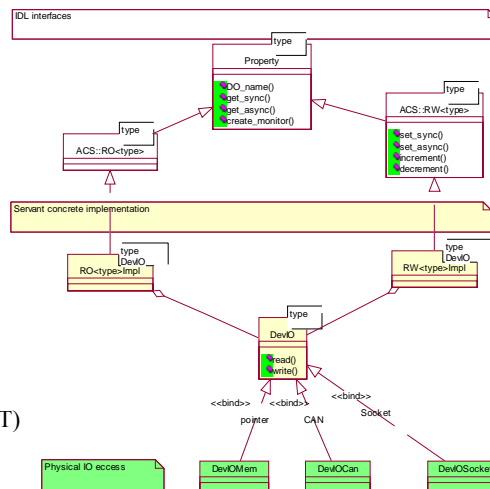 IDL interfaces
type
Property
DO_name()
get_sync()
get_async()
create_monitor()
type
ACS::RO<type>
type
ACS::RW<type>
set_sync()
set_async()
increment()
decrement()
Servant concrete implementation
type
DevIO
RO<type>Impl
type
DevIO
RW<type>Impl
type
DevIO
read()
write()
<<bind>>
<<bind>>
<<bind>>
pointer
CAN
Socket
T)
Physical IO eccess
DevIOMem
DevIOCan
DevIOSocket